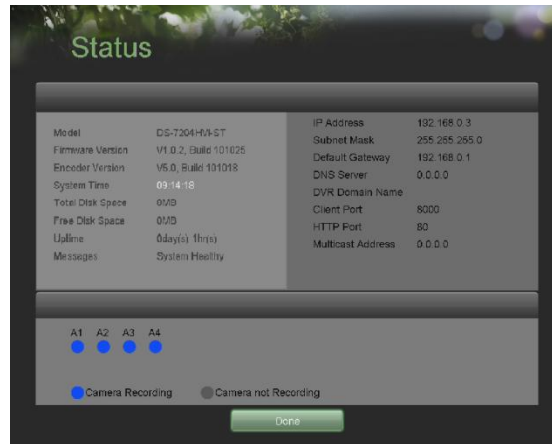 Status
Model DS-7204HVI-ST
Firmware Version V1.0.2, Build 101025
Encoder Version V5.0, Build 101018
System Time 09:14:18
Total Disk Space 0MB
Free Disk Space 0MB
Uptime 0day(s) 1hr(s)
Messages System Healthy
IP Address 192.168.0.3
Subnet Mask 255.255.255.0
Default Gateway 192.168.0.1
DNS Server 0.0.0.0
DVR Domain Name
Client Port 8000
HTTP Port 80
Multicast Address 0.0.0.0
A1 A2 A3 A4
Camera Recording Camera not Recording
Done